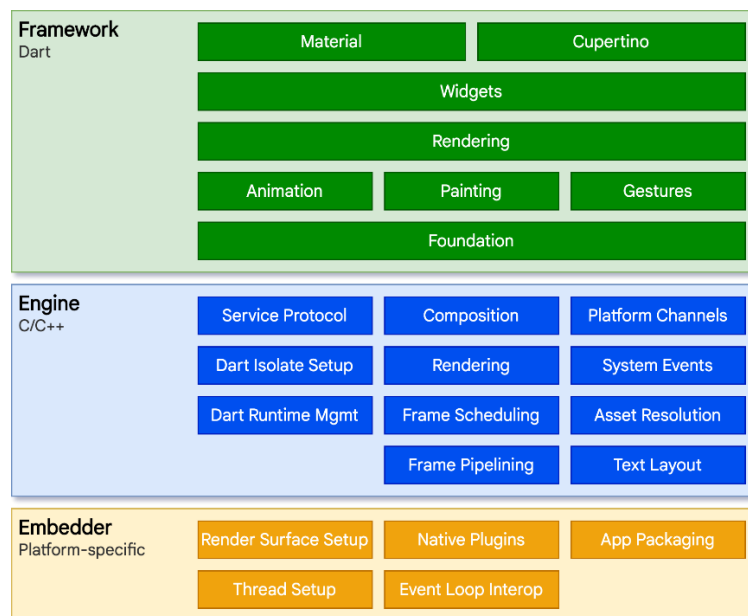 Framework
Dart
Material
Cupertino
Widgets
Rendering
Animation
Painting
Gestures
Foundation
Engine
C/C++
Service Protocol
Composition
Platform Channels
Dart Isolate Setup
Rendering
System Events
Dart Runtime Mgmt
Frame Scheduling
Asset Resolution
Frame Pipelining
Text Layout
Embedder
Platform-specific
Render Surface Setup
Native Plugins
App Packaging
Thread Setup
Event Loop Interop